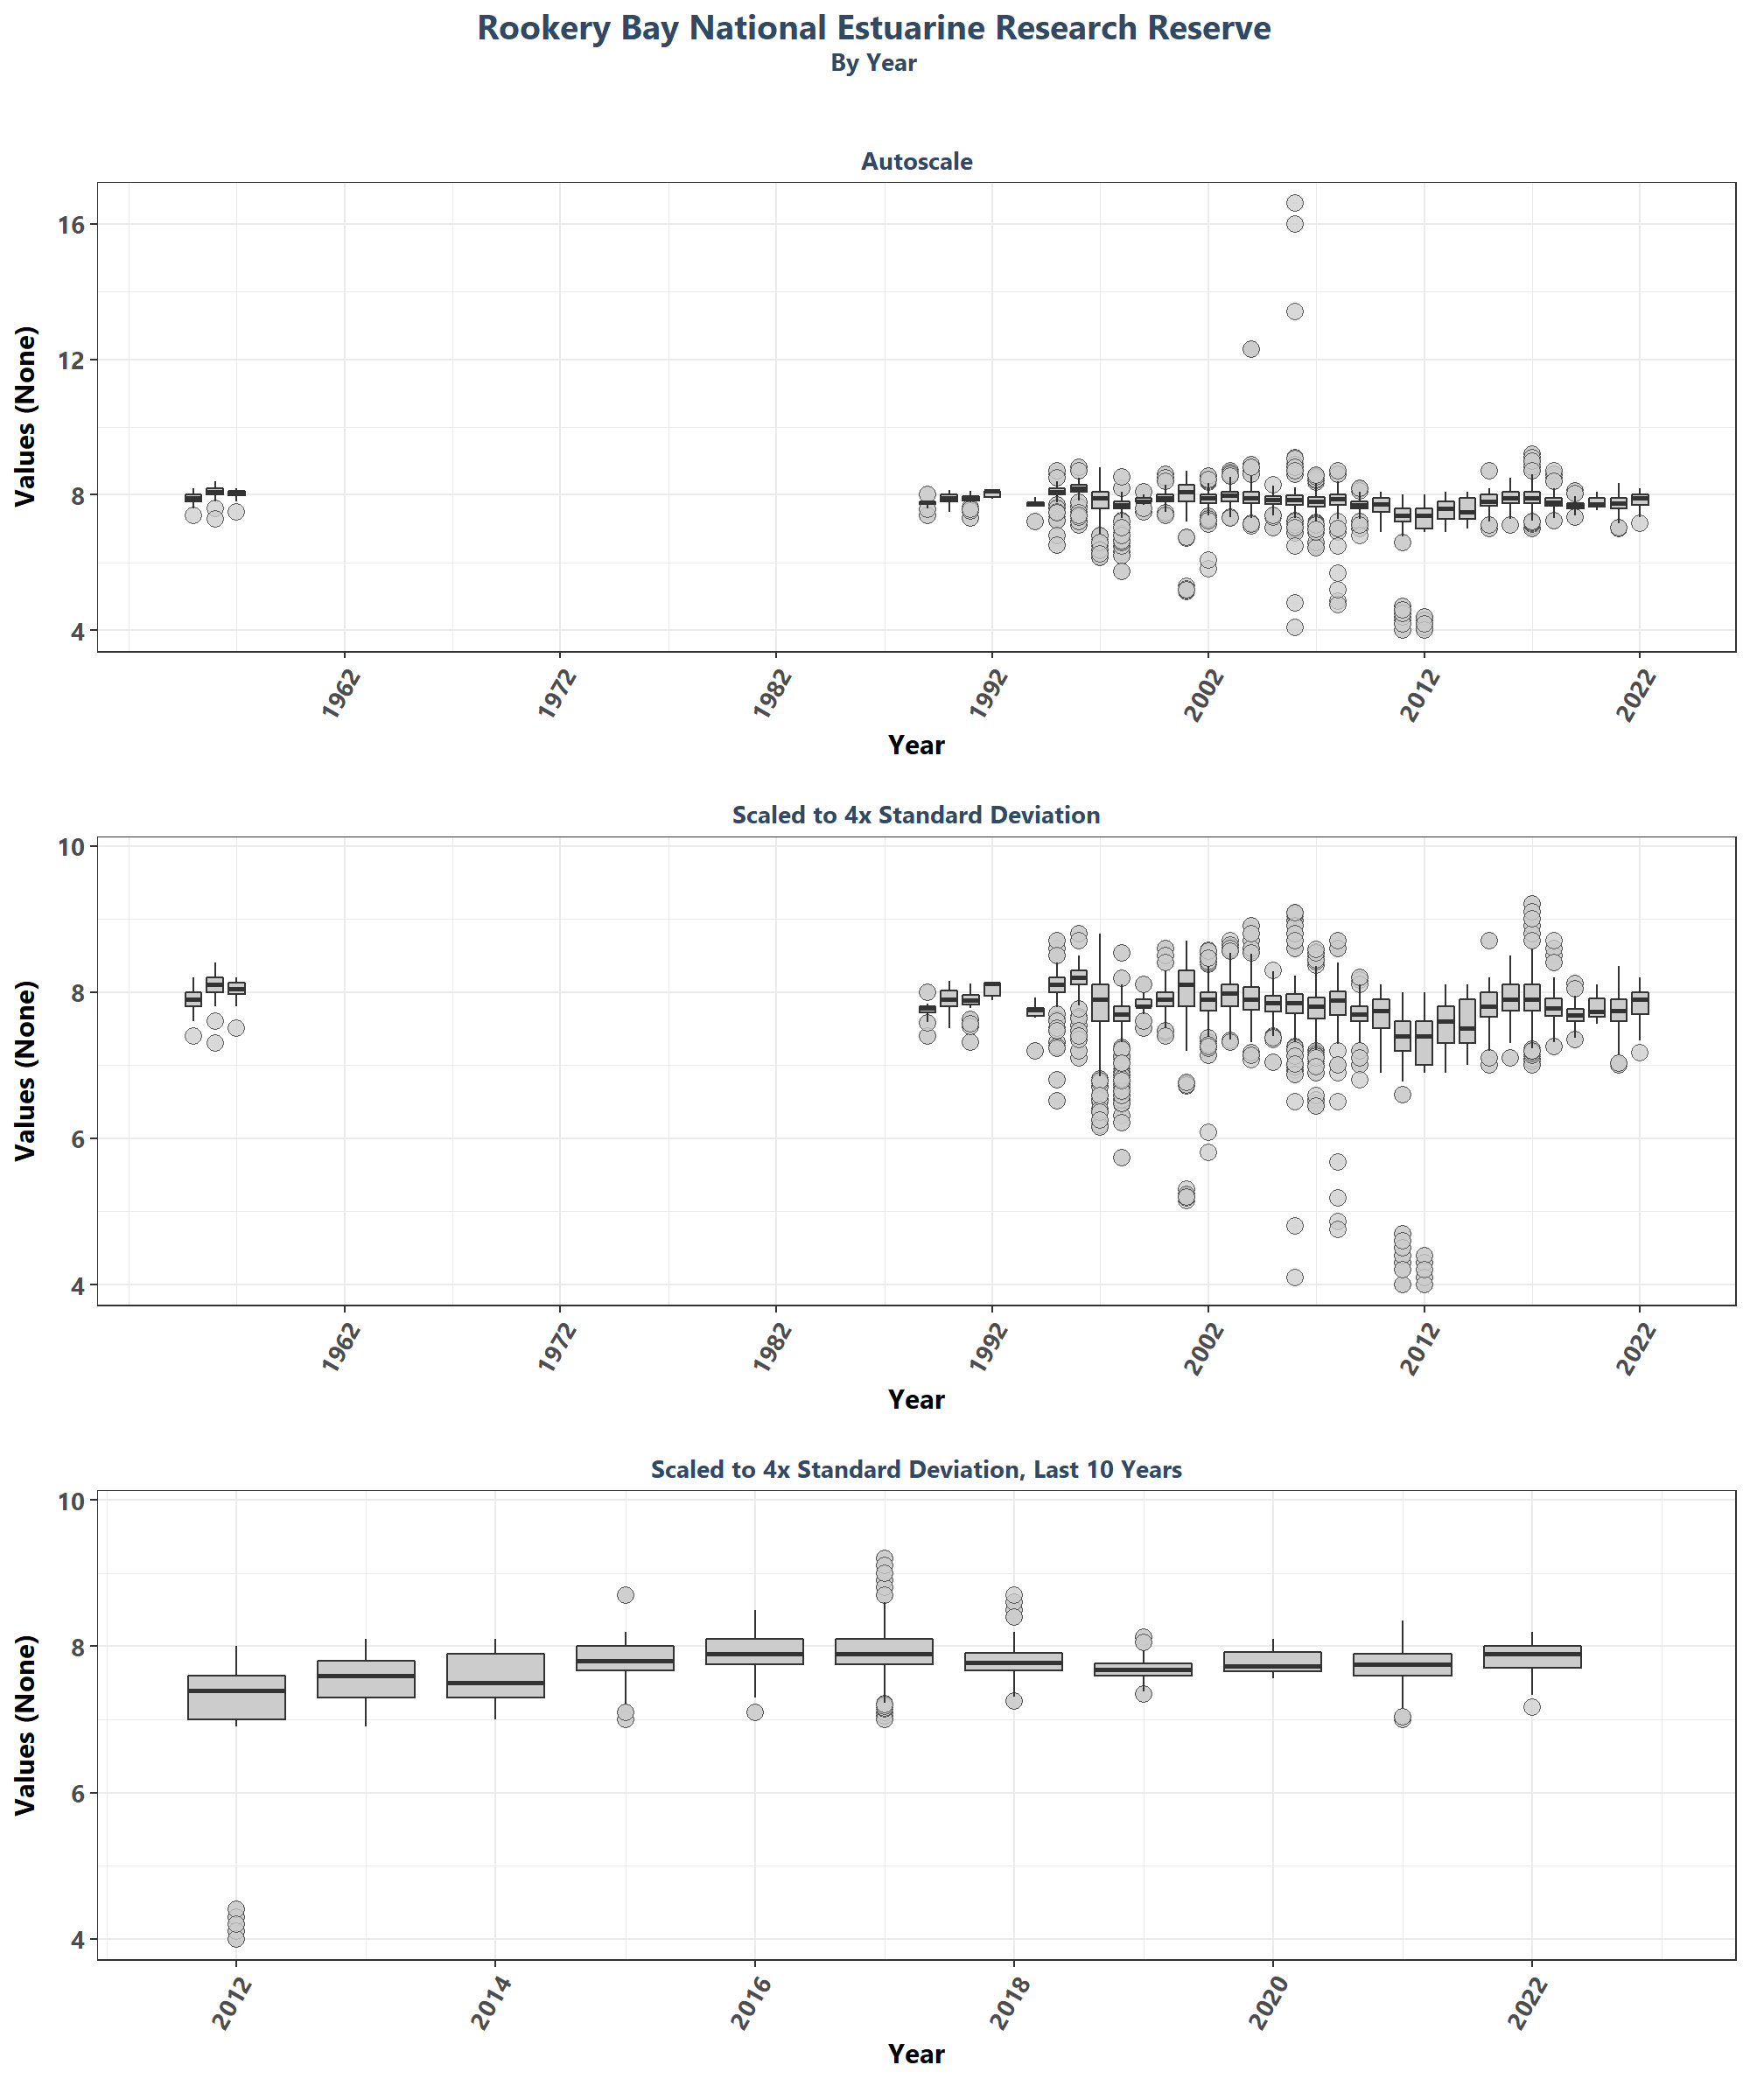 Rookery Bay National Estuarine Research Reserve
By Year
Autoscale
Values (None)
16
12
8
4
1962 1972 1982 1992 2002 2012 2022
Year
Scaled to 4x Standard Deviation
Values (None)
10
8
6
4
1962 1972 1982 1992 2002 2012 2022
Year
Scaled to 4x Standard Deviation, Last 10 Years
Values (None)
10
8
6
4
2012 2014 2016 2018 2020 2022
Year